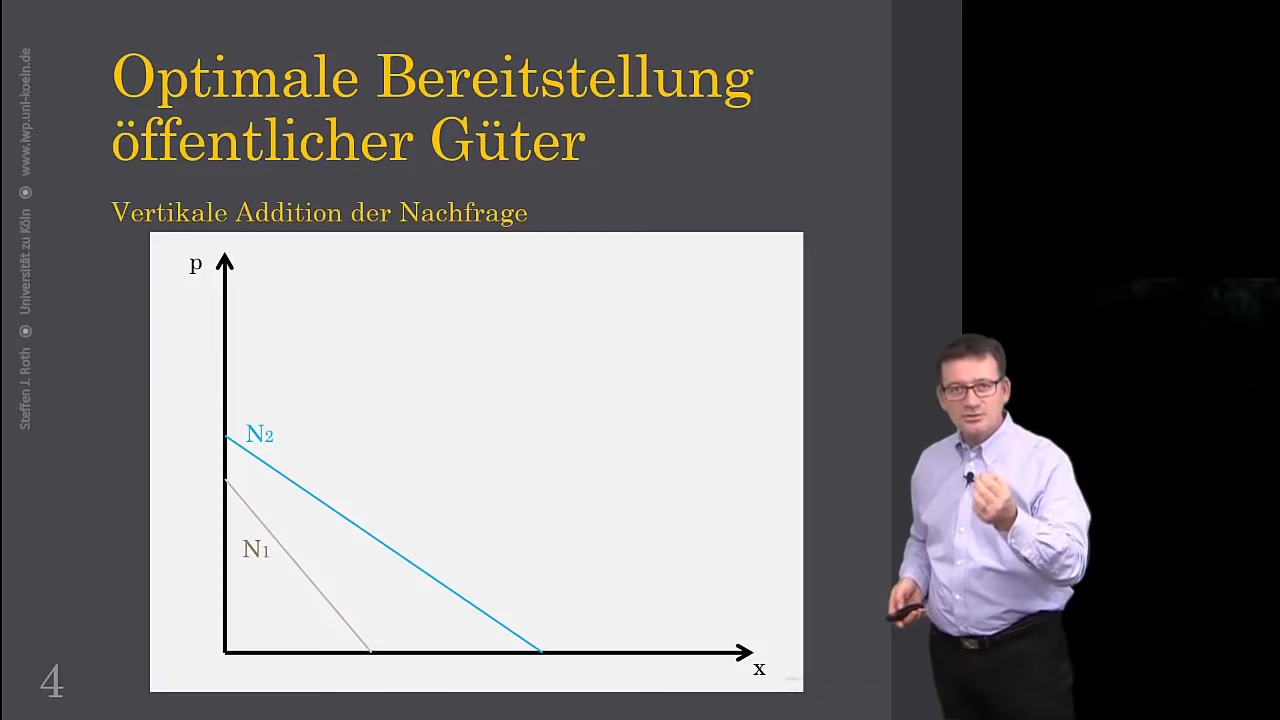 Optimale Bereitstellung
öffentlicher Güter
Vertikale Addition der Nachfrage
p
N2
N1
x
4
Steffen J. Roth ◉ Universität zu Köln ◉ www.iwp.uni-koeln.de